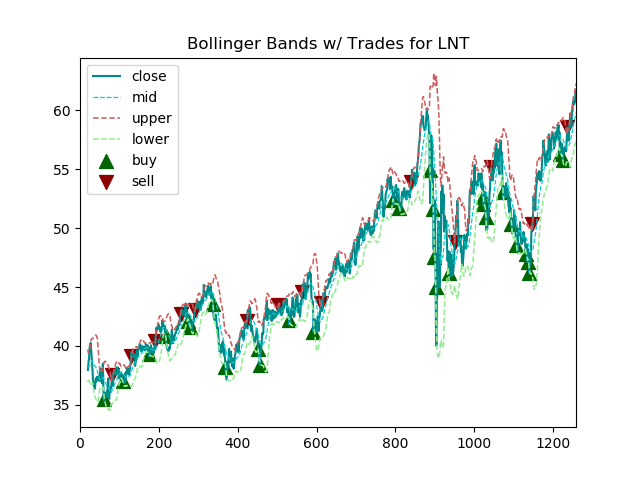 Bollinger Bands w/ Trades for LNT
close
mid
upper
lower
buy
sell
60
55
50
45
40
35
0 200 400 600 800 1000 1200